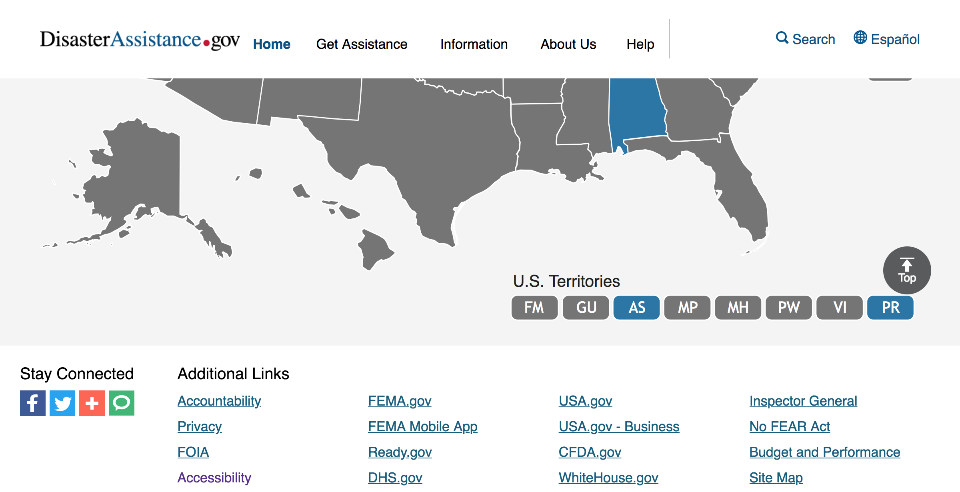 DisasterAssistance.gov Home Get Assistance Information About Us Help Search Español
Top
U.S. Territories
FM GU AS MP MH PW VI PR
Stay Connected Additional Links
Accountability FEMA.gov USA.gov Inspector General
Privacy FEMA Mobile App USA.gov - Business No FEAR Act
FOIA Ready.gov CFDA.gov Budget and Performance
Accessibility DHS.gov WhiteHouse.gov Site Map